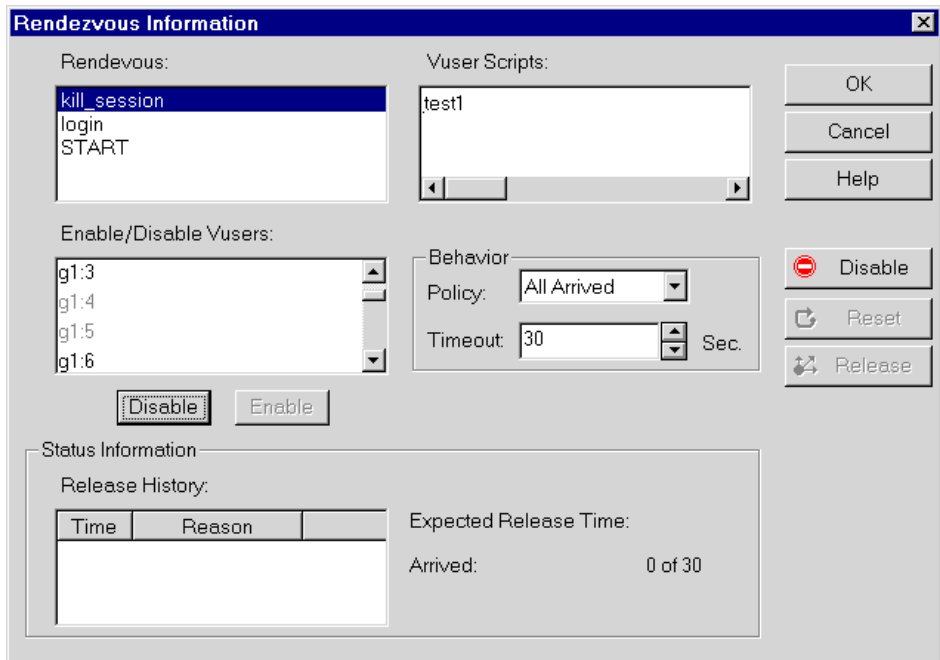 Rendezvous Information
Rendevous:
kill_session
login
START
Vuser Scripts:
test1
OK
Cancel
Help
Enable/Disable Vusers:
g1:3
g1:4
g1:5
g1:6
Disable
Enable
Behavior
Policy: All Arrived
Timeout: 30 Sec.
Disable
Reset
Release
Status Information
Release History:
Time Reason
Expected Release Time:
Arrived: 0 of 30